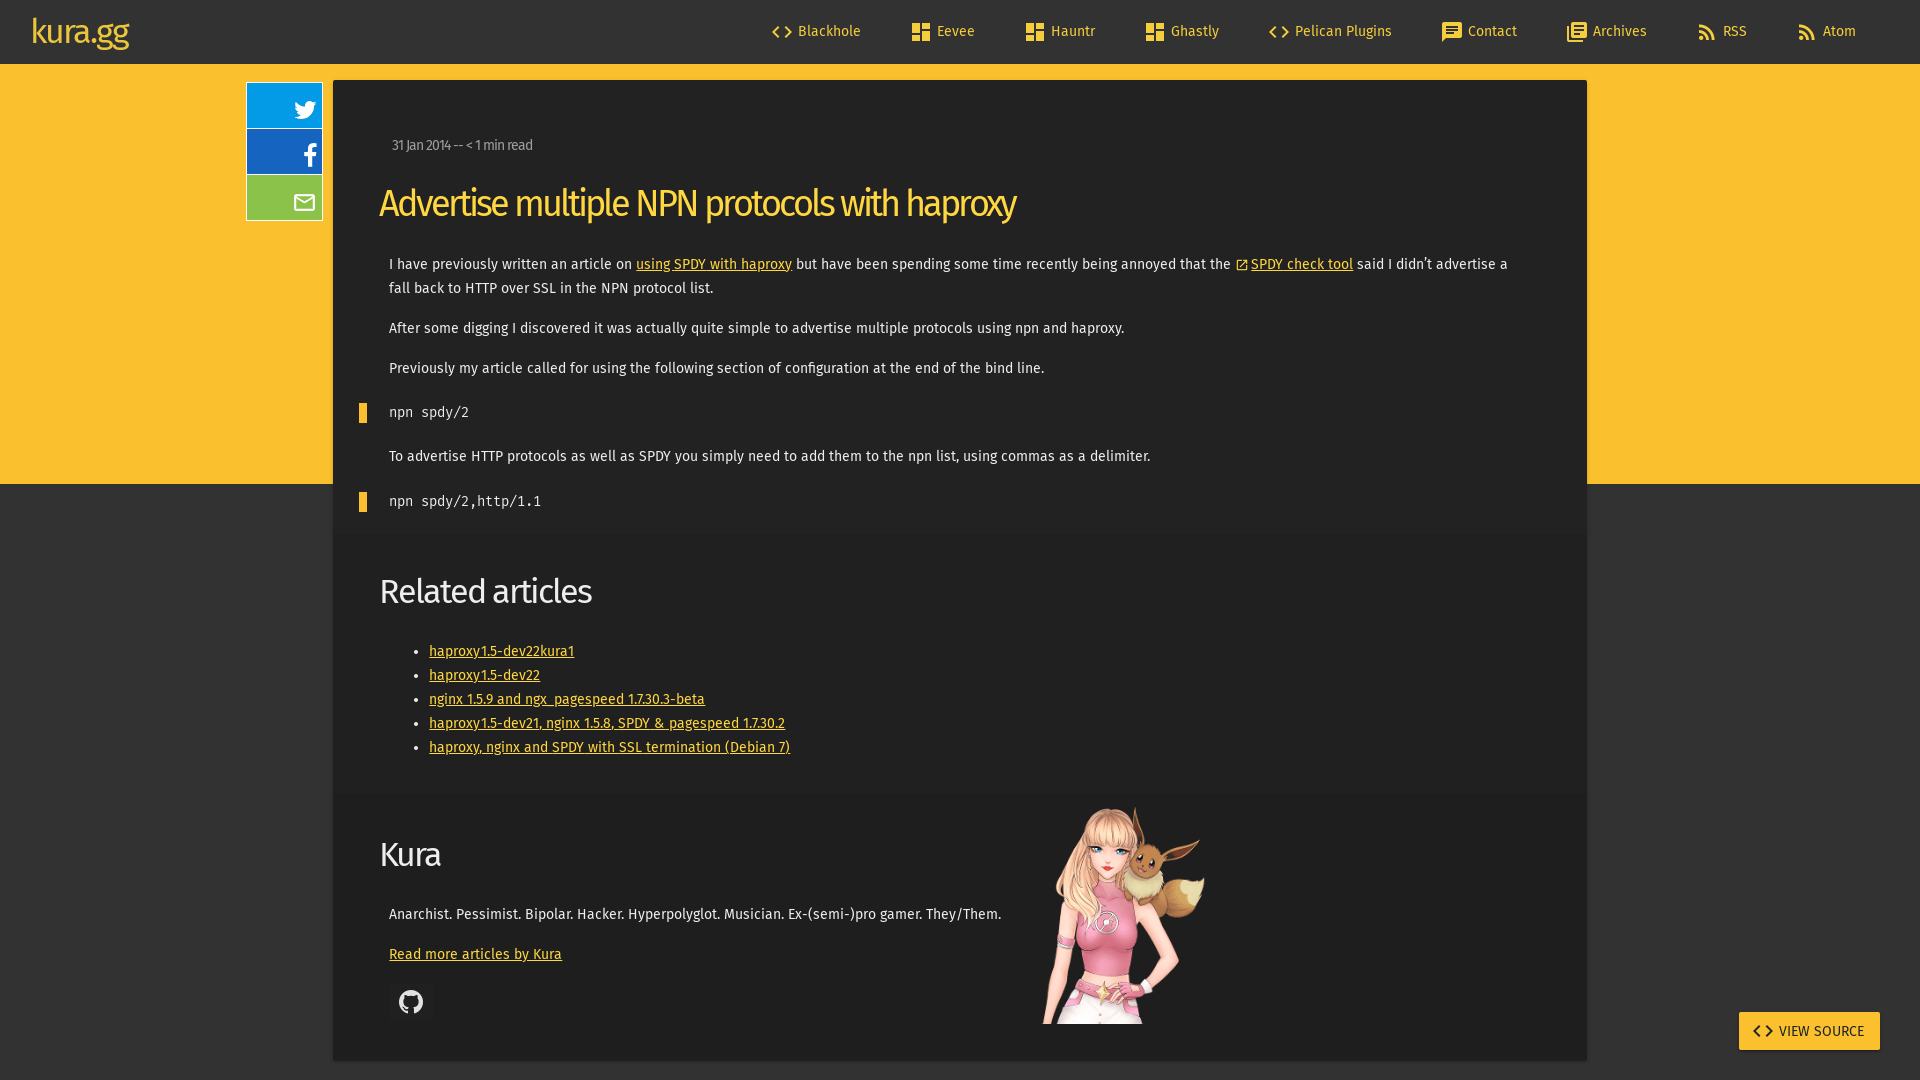 kura.gg
Blackhole
Eevee
Hauntr
Ghastly
Pelican Plugins
Contact
Archives
RSS
Atom
31 Jan 2014 -- < 1 min read
Advertise multiple NPN protocols with haproxy
I have previously written an article on using SPDY with haproxy but have been spending some time recently being annoyed that the SPDY check tool said I didn’t advertise a
fall back to HTTP over SSL in the NPN protocol list.
After some digging I discovered it was actually quite simple to advertise multiple protocols using npn and haproxy.
Previously my article called for using the following section of configuration at the end of the bind line.
npn spdy/2
To advertise HTTP protocols as well as SPDY you simply need to add them to the npn list, using commas as a delimiter.
npn spdy/2,http/1.1
Related articles
haproxy1.5-dev22kura1
haproxy1.5-dev22
nginx 1.5.9 and ngx_pagespeed 1.7.30.3-beta
haproxy1.5-dev21, nginx 1.5.8, SPDY & pagespeed 1.7.30.2
haproxy, nginx and SPDY with SSL termination (Debian 7)
Kura
Anarchist. Pessimist. Bipolar. Hacker. Hyperpolyglot. Musician. Ex-(semi-)pro gamer. They/Them.
Read more articles by Kura
VIEW SOURCE